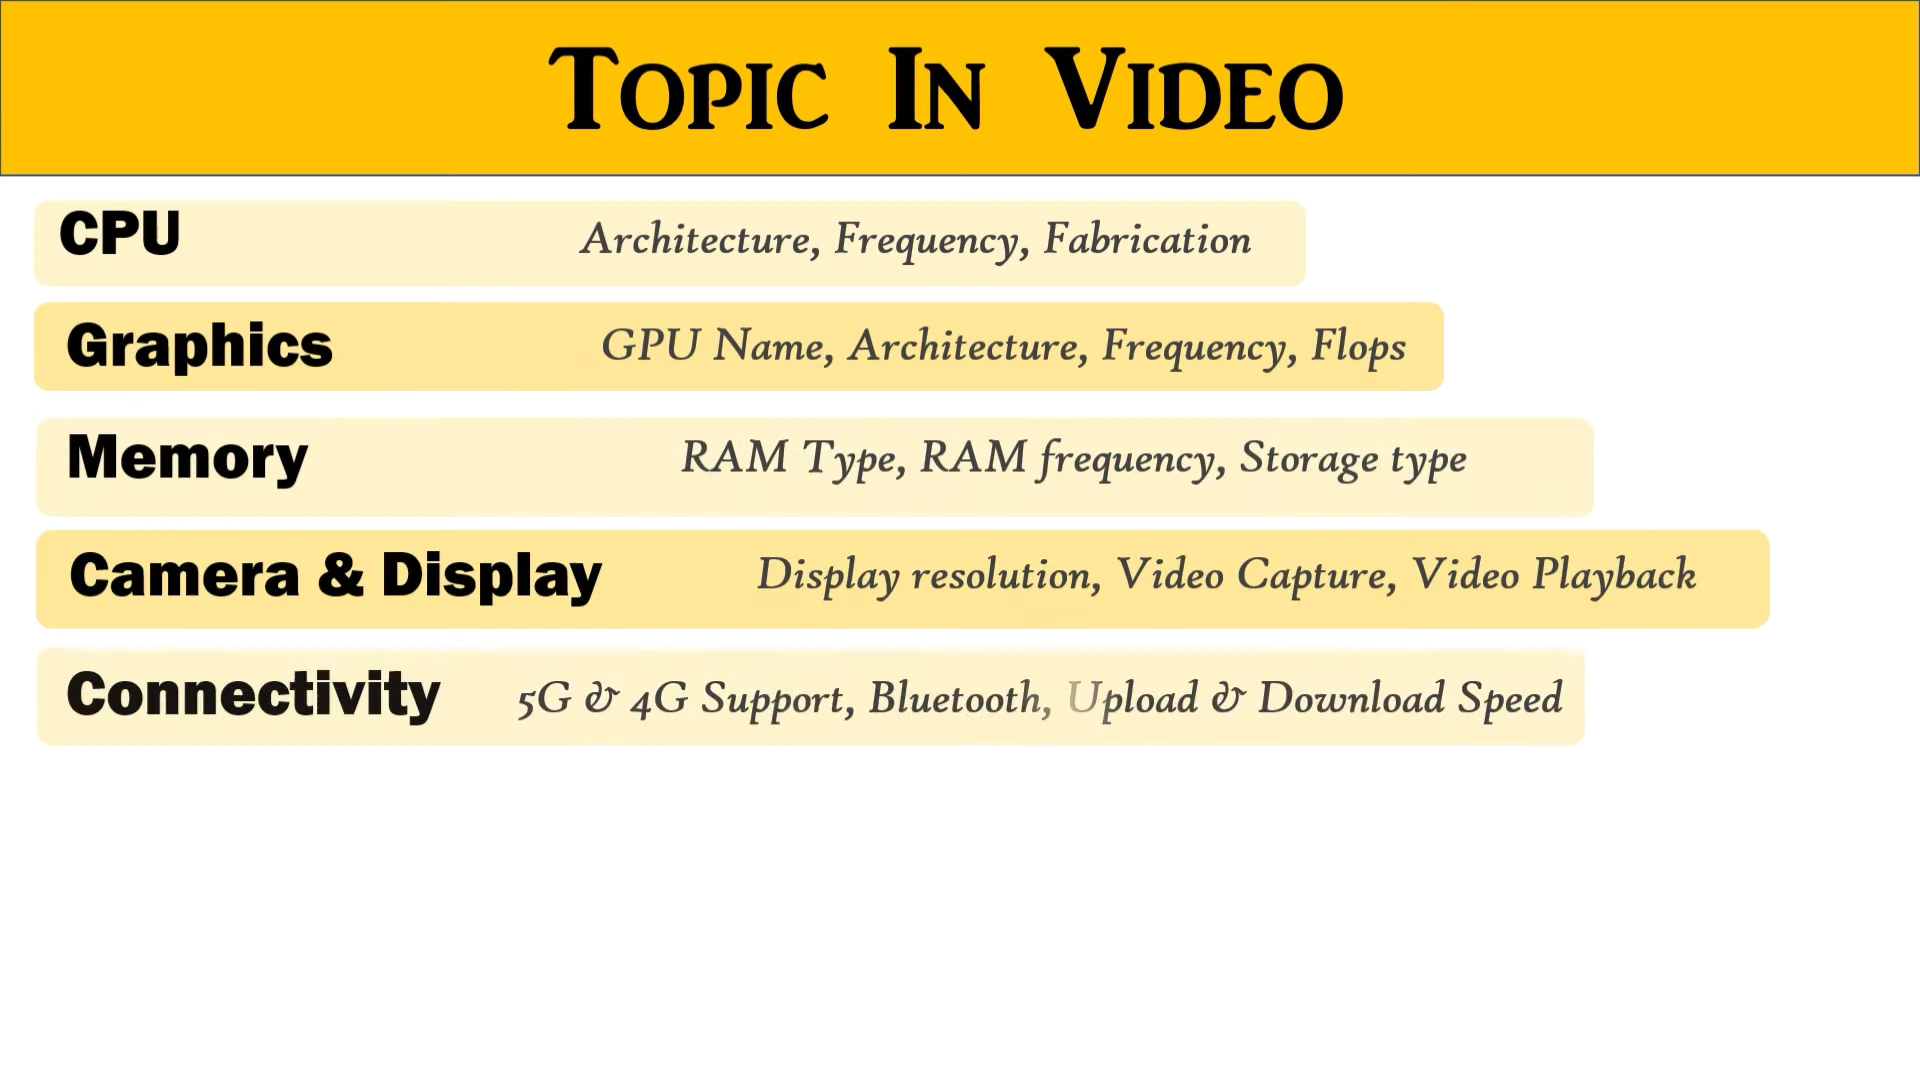 Topic In Video
CPU Architecture, Frequency, Fabrication
Graphics GPU Name, Architecture, Frequency, Flops
Memory RAM Type, RAM frequency, Storage type
Camera & Display Display resolution, Video Capture, Video Playback
Connectivity 5G & 4G Support, Bluetooth, Upload & Download Speed